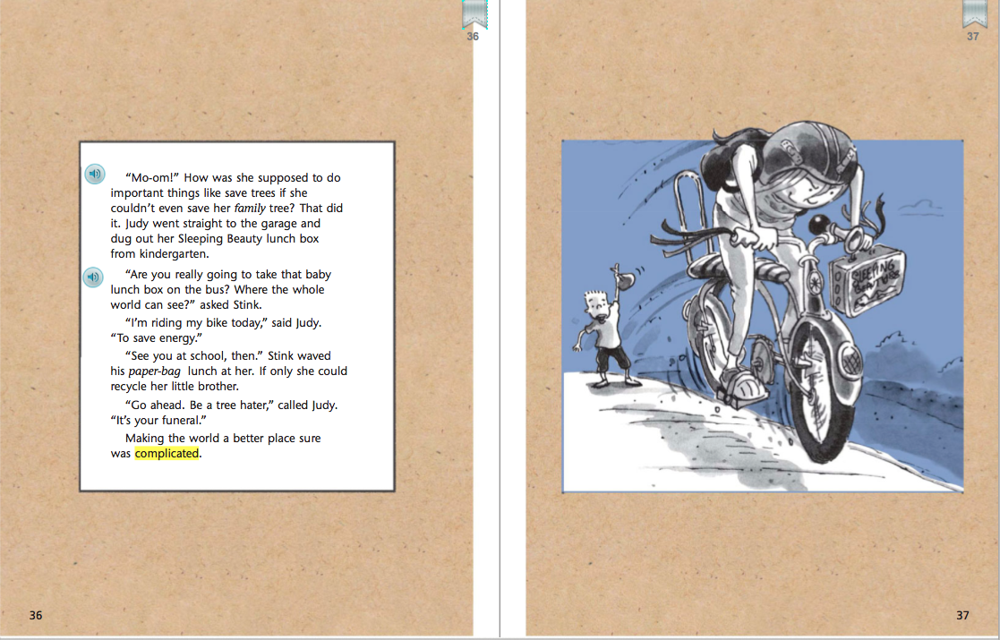 36
“Mo-om!” How was she supposed to do
important things like save trees if she
couldn’t even save her family tree? That did
it. Judy went straight to the garage and
dug out her Sleeping Beauty lunch box
from kindergarten.
“Are you really going to take that baby
lunch box on the bus? Where the whole
world can see?” asked Stink.
“I’m riding my bike today,” said Judy.
“To save energy.”
“See you at school, then.” Stink waved
his paper-bag lunch at her. If only she could
recycle her little brother.
“Go ahead. Be a tree hater,” called Judy.
“It’s your funeral.”
Making the world a better place sure
was complicated.
36
37
SLEEPING
BEAUTY
37